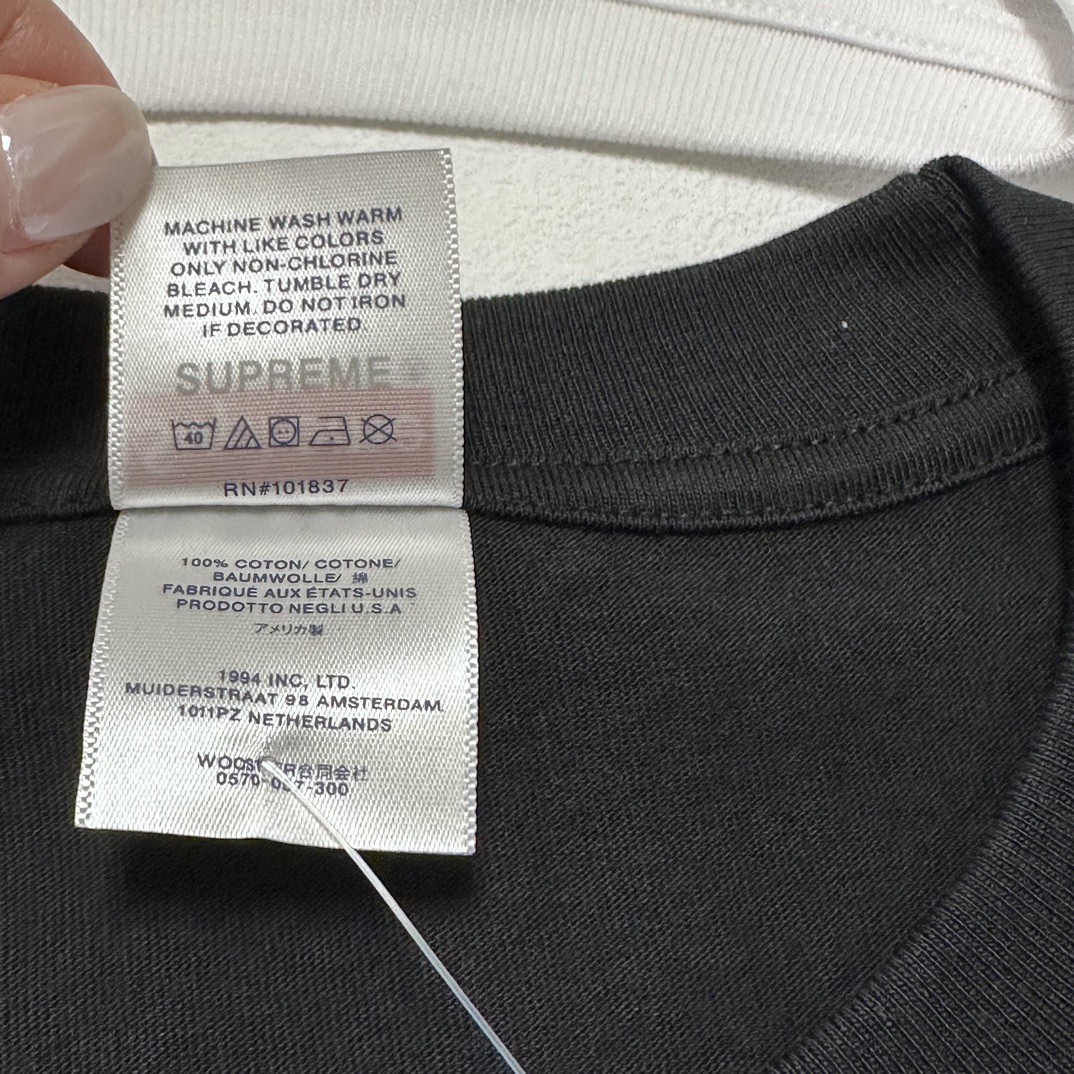 MACHINE WASH WARM
WITH LIKE COLORS
ONLY NON-CHLORINE
BLEACH. TUMBLE DRY
MEDIUM. DO NOT IRON
IF DECORATED.
SUPREME
40
RN#101837
100% COTON/ COTONE/
BAUMWOLLE/ 綿
FABRIQUÉ AUX ÉTATS-UNIS
PRODOTTO NEGLI U.S.A
アメリカ製
1994 INC. LTD.
MUIDERSTRAAT 98 AMSTERDAM
1011PZ NETHERLANDS
合同会社